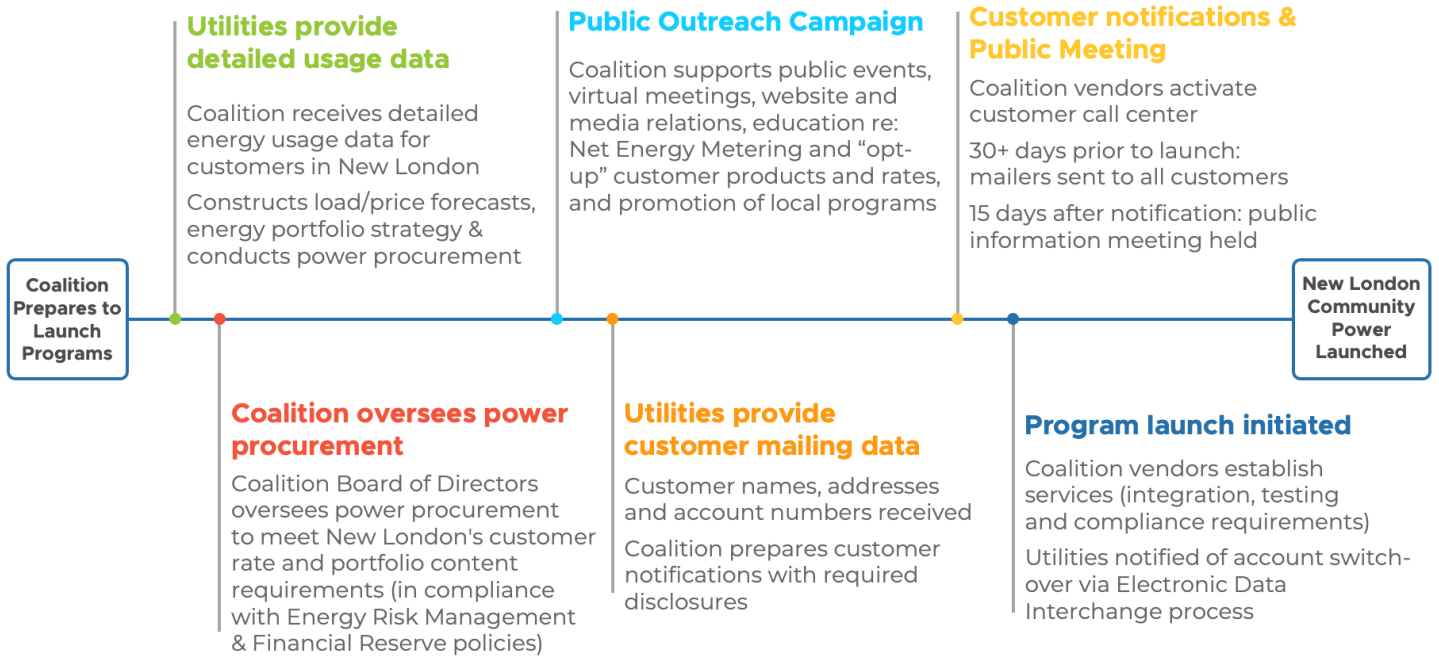 Coalition
Prepares to
Launch
Programs
Utilities provide
detailed usage data
Coalition receives detailed
energy usage data for
customers in New London
Constructs load/price forecasts,
energy portfolio strategy &
conducts power procurement
Coalition oversees power
procurement
Coalition Board of Directors
oversees power procurement
to meet New London's customer
rate and portfolio content
requirements (in compliance
with Energy Risk Management
& Financial Reserve policies)
Public Outreach Campaign
Coalition supports public events,
virtual meetings, website and
media relations, education re:
Net Energy Metering and “opt-
up” customer products and rates,
and promotion of local programs
Utilities provide
customer mailing data
Customer names, addresses
and account numbers received
Coalition prepares customer
notifications with required
disclosures
Customer notifications &
Public Meeting
Coalition vendors activate
customer call center
30+ days prior to launch:
mailers sent to all customers
15 days after notification: public
information meeting held
Program launch initiated
Coalition vendors establish
services (integration, testing
and compliance requirements)
Utilities notified of account switch-
over via Electronic Data
Interchange process
New London
Community
Power
Launched